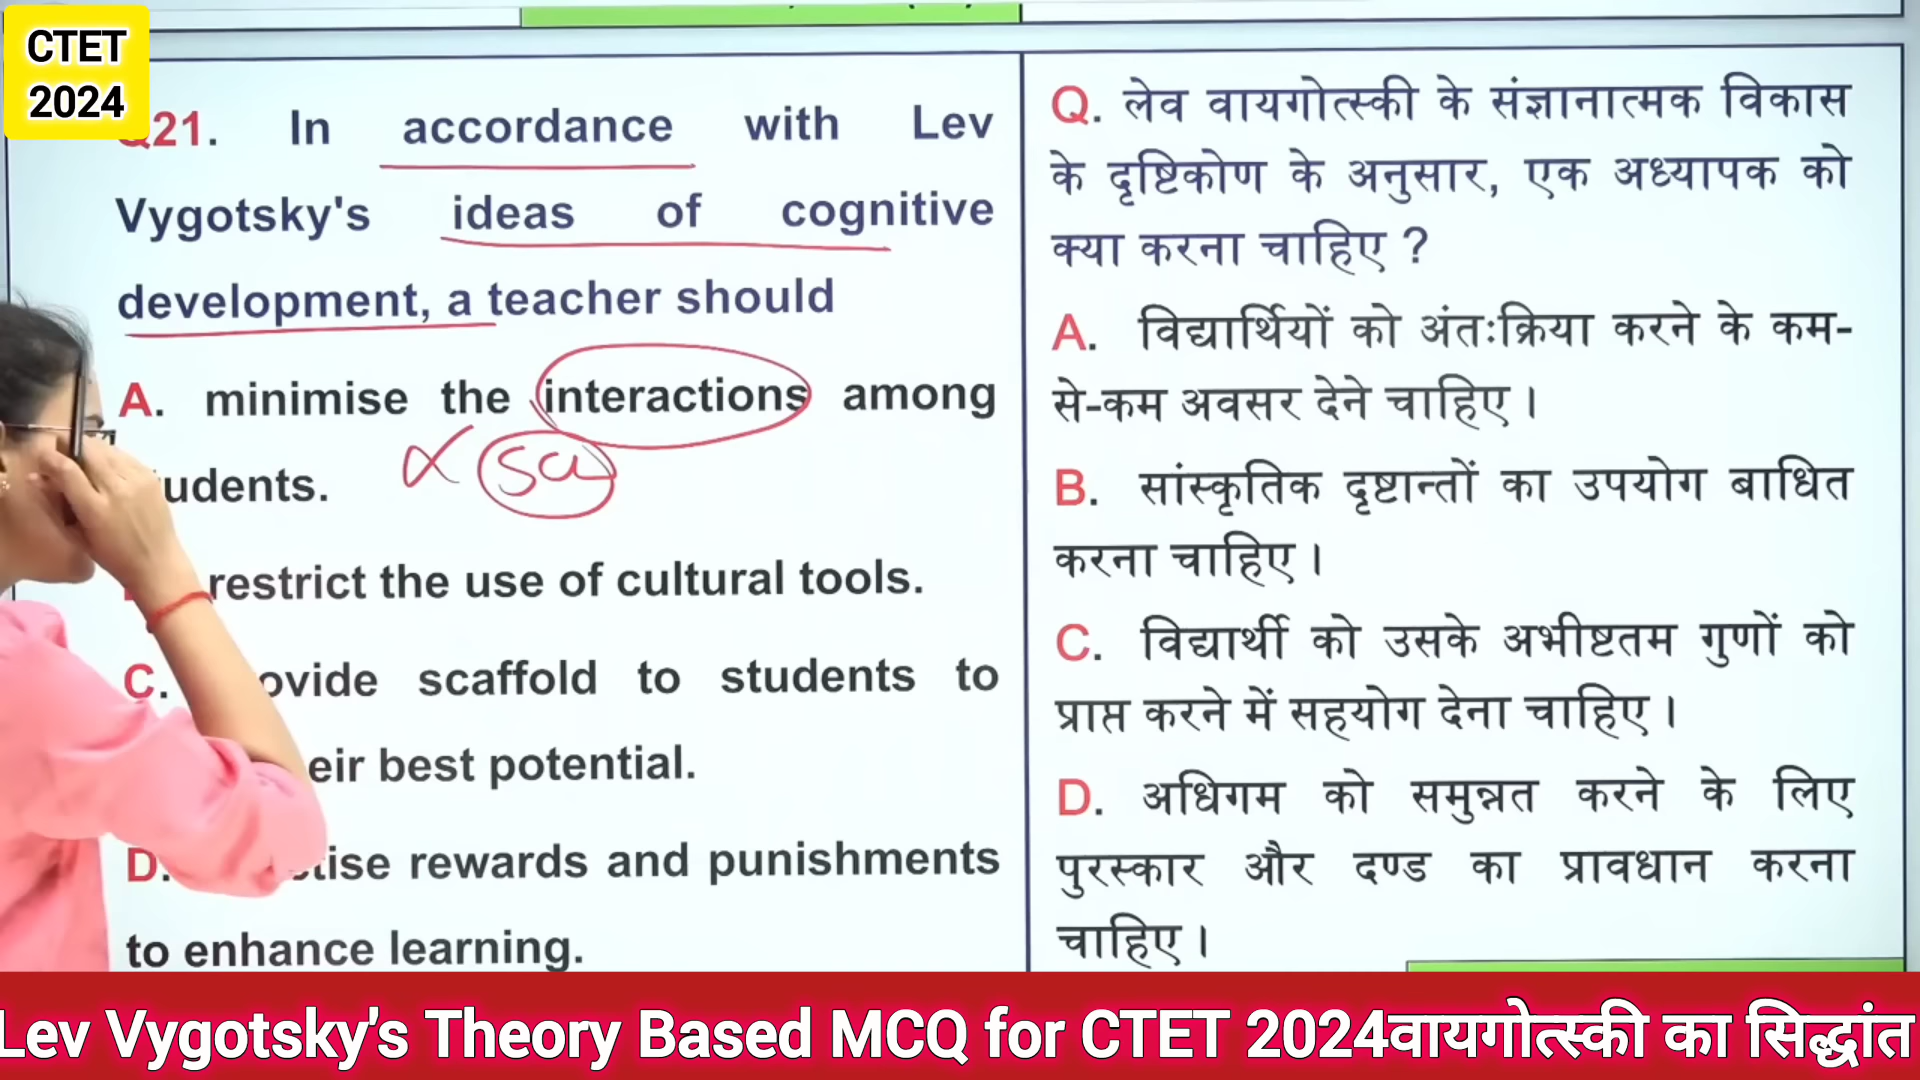 CTET
2024
21. In accordance with Lev
Vygotsky's ideas of cognitive
development, a teacher should
A. minimise the interactions among
udents.
restrict the use of cultural tools.
C. ovide scaffold to students to
eir best potential.
D. tise rewards and punishments
to enhance learning.
Q. लेव वायगोत्स्की के संज्ञानात्मक विकास
के दृष्टिकोण के अनुसार, एक अध्यापक को
क्या करना चाहिए ?
A. विद्यार्थियों को अंतःक्रिया करने के कम-
से-कम अवसर देने चाहिए ।
B. सांस्कृतिक दृष्टान्तों का उपयोग बाधित
करना चाहिए ।
C. विद्यार्थी को उसके अभीष्टतम गुणों को
प्राप्त करने में सहयोग देना चाहिए ।
D. अधिगम को समुन्नत करने के लिए
पुरस्कार और दण्ड का प्रावधान करना
चाहिए ।
Lev Vygotsky's Theory Based MCQ for CTET 2024वायगोत्स्की का सिद्धांत